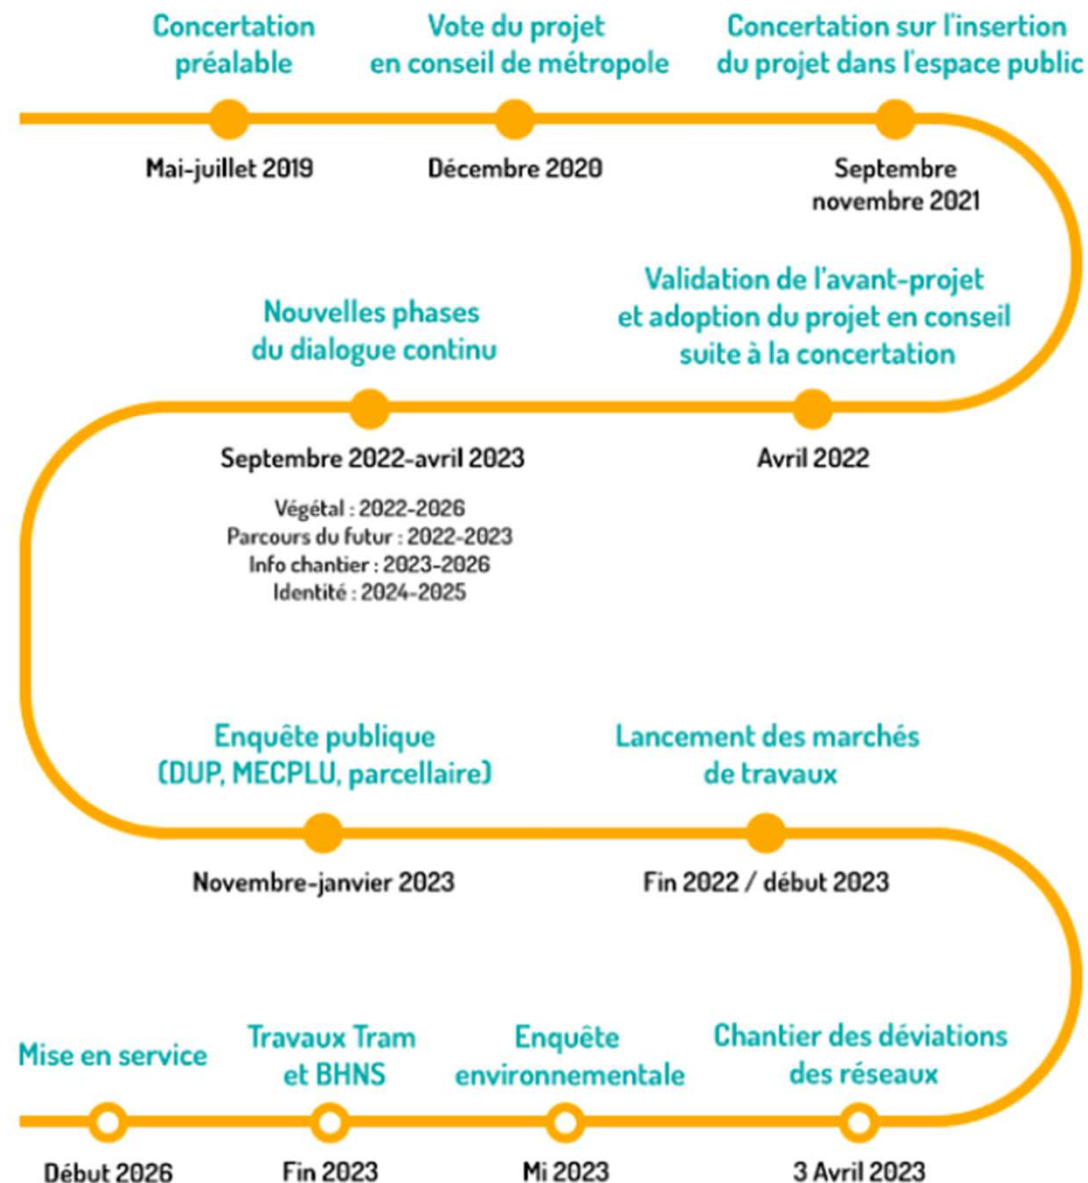 Concertation
préalable
Mai-juillet 2019
Vote du projet
en conseil de métropole
Décembre 2020
Concertation sur l'insertion
du projet dans l'espace public
Septembre
novembre 2021
Validation de l'avant-projet
et adoption du projet en conseil
suite à la concertation
Avril 2022
Nouvelles phases
du dialogue continu
Septembre 2022-avril 2023
Végétal : 2022-2026
Parcours du futur : 2022-2023
Info chantier : 2023-2026
Identité : 2024-2025
Enquête publique
(DUP, MECPLU, parcellaire)
Novembre-janvier 2023
Lancement des marchés
de travaux
Fin 2022 / début 2023
Chantier des déviations
des réseaux
3 Avril 2023
Enquête
environnementale
Mi 2023
Travaux Tram
et BHNS
Fin 2023
Mise en service
Début 2026